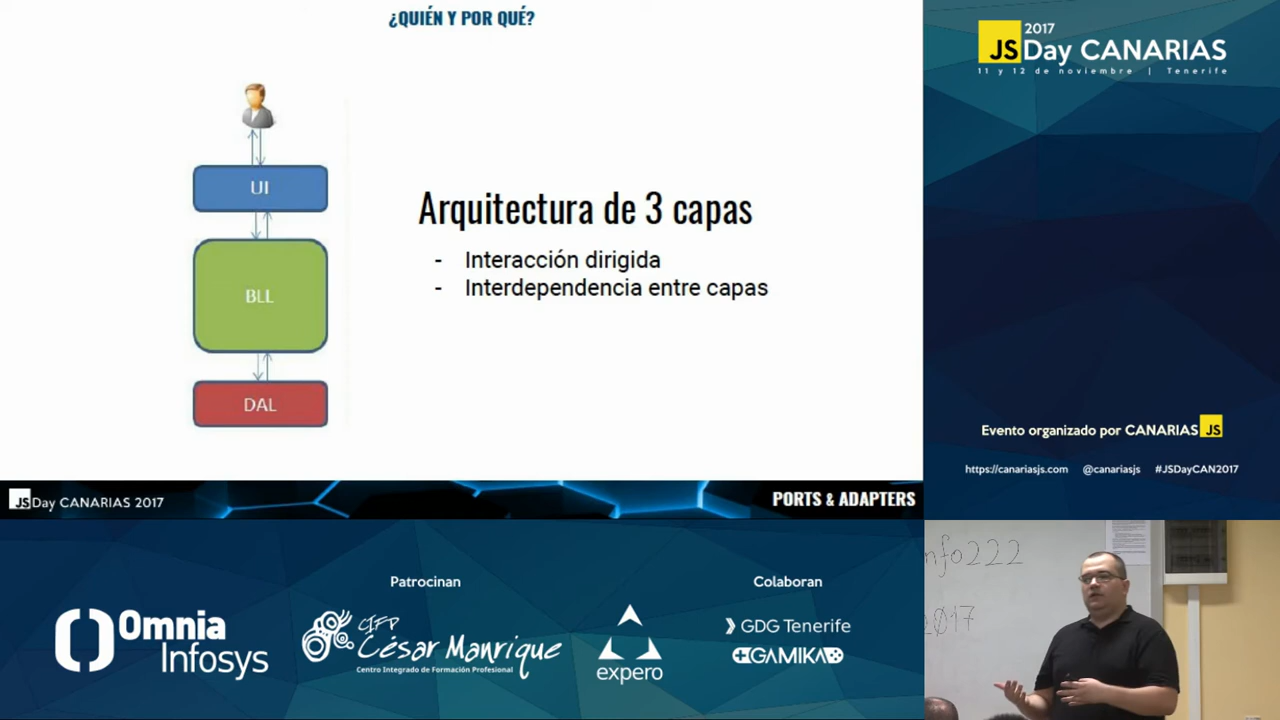 ¿QUIÉN Y POR QUÉ?
UI
BLL
DAL
Arquitectura de 3 capas
- Interacción dirigida
- Interdependencia entre capas
JS Day CANARIAS 2017
PORTS & ADAPTERS
2017
JS Day CANARIAS
11 y 12 de noviembre | Tenerife
Evento organizado por CANARIAS JS
https://canariasjs.com @canariasjs #JSDayCAN2017
Patrocinan
Omnia
Infosys
CIFP
César Manrique
Centro Integrado de Formación Profesional
expero
Colaboran
GDG Tenerife
GAMIKA
nfo222
2017